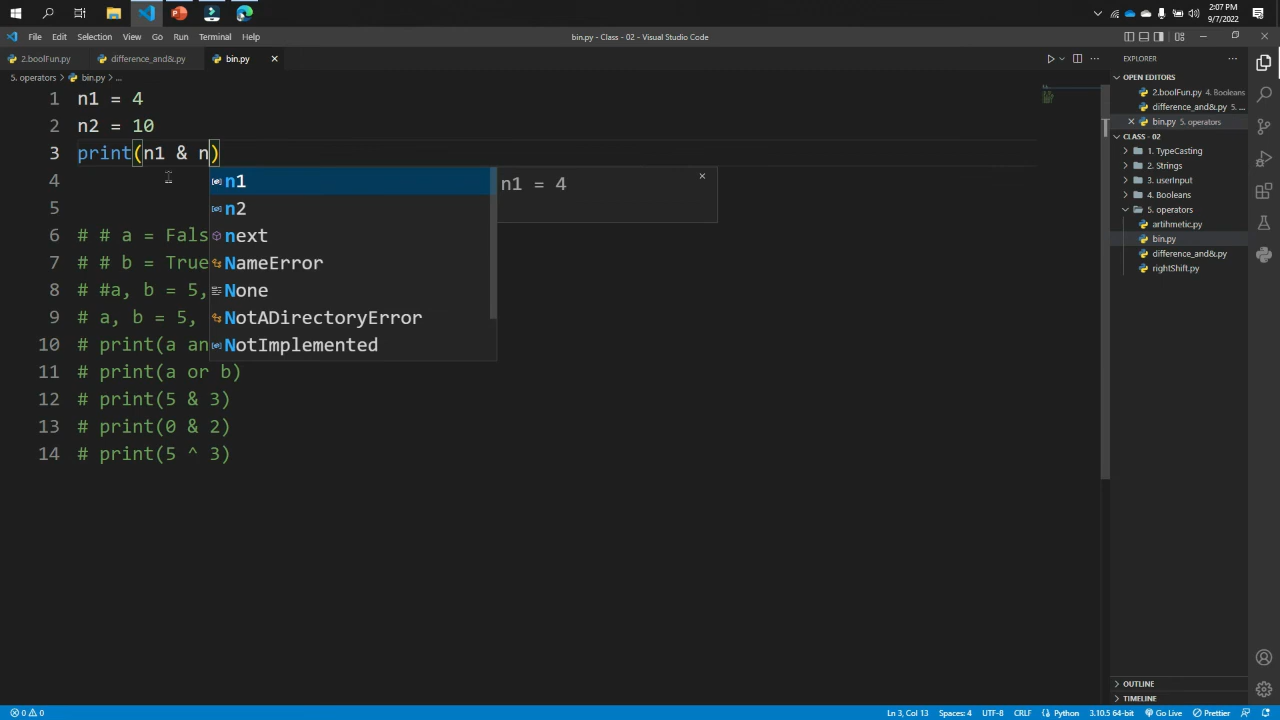 2:07 PM
9/7/2022
File Edit Selection View Go Run Terminal Help
bin.py - Class - 02 - Visual Studio Code
2.boolFun.py difference_and&.py bin.py
5. operators > bin.py > ...
1 n1 = 4
2 n2 = 10
3 print(n1 & n)
4
5
6 # # a = Fals
7 # # b = True
8 # #a, b = 5,
9 # a, b = 5,
10 # print(a an
11 # print(a or b)
12 # print(5 & 3)
13 # print(0 & 2)
14 # print(5 ^ 3)
n1
n2
next
NameError
None
NotADirectoryError
NotImplemented
n1 = 4
EXPLORER
OPEN EDITORS
2.boolFun.py 4. Booleans
difference_and&.py 5. ...
bin.py 5. operators
CLASS - 02
1. TypeCasting
2. Strings
3. userInput
4. Booleans
5. operators
artihmetic.py
bin.py
difference_and&.py
rightShift.py
OUTLINE
TIMELINE
0 0
Ln 3, Col 13 Spaces: 4 UTF-8 CRLF Python 3.10.5 64-bit Go Live Prettier